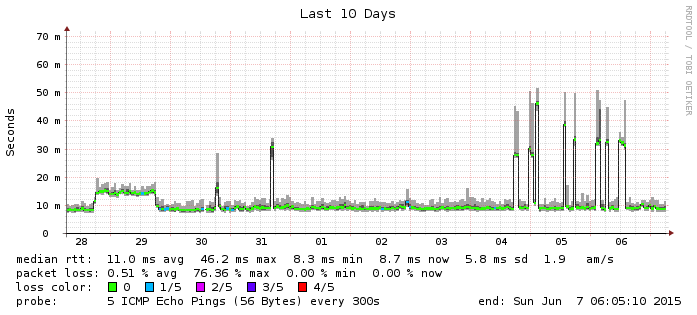 Last 10 Days
RRDTOOL / TOBI OETIKER
Seconds
70 m
60 m
50 m
40 m
30 m
20 m
10 m
0
28 29 30 31 01 02 03 04 05 06
median rtt: 11.0 ms avg 46.2 ms max 8.3 ms min 8.7 ms now 5.8 ms sd 1.9 am/s
packet loss: 0.51 % avg 76.36 % max 0.00 % min 0.00 % now
loss color: 0 1/5 2/5 3/5 4/5
probe: 5 ICMP Echo Pings (56 Bytes) every 300s end: Sun Jun 7 06:05:10 2015